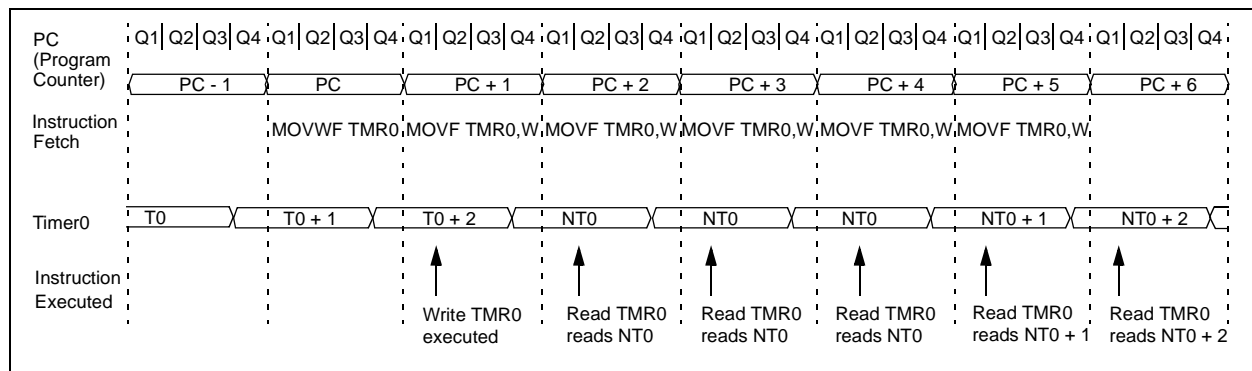 PC (Program Counter)
Q1 Q2 Q3 Q4 Q1 Q2 Q3 Q4 Q1 Q2 Q3 Q4 Q1 Q2 Q3 Q4 Q1 Q2 Q3 Q4 Q1 Q2 Q3 Q4 Q1 Q2 Q3 Q4 Q1 Q2 Q3 Q4
PC - 1 PC PC + 1 PC + 2 PC + 3 PC + 4 PC + 5 PC + 6
Instruction Fetch
MOVWF TMR0 MOVF TMR0,W MOVF TMR0,W MOVF TMR0,W MOVF TMR0,W MOVF TMR0,W
Timer0
T0 T0 + 1 T0 + 2 NT0 NT0 NT0 NT0 + 1 NT0 + 2
Instruction Executed
Write TMR0 executed
Read TMR0 reads NT0
Read TMR0 reads NT0
Read TMR0 reads NT0
Read TMR0 reads NT0 + 1
Read TMR0 reads NT0 + 2